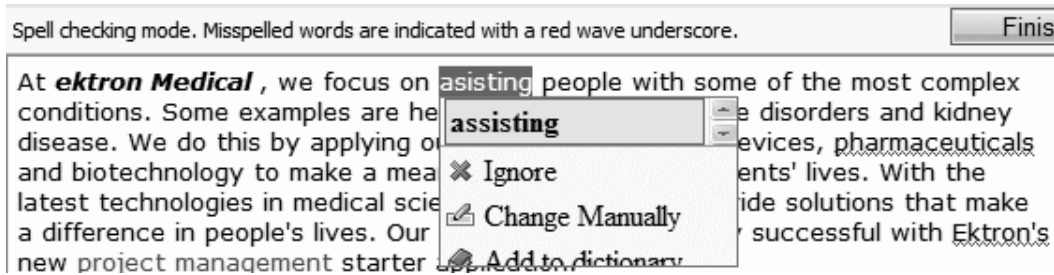 Spell checking mode. Misspelled words are indicated with a red wave underscore. Finis
At ektron Medical , we focus on asisting people with some of the most complex
conditions. Some examples are he assisting e disorders and kidney
disease. We do this by applying ou evices, pharmaceuticals
and biotechnology to make a mea Ignore ents' lives. With the
latest technologies in medical scie Change Manually ide solutions that make
a difference in people's lives. Our successful with Ektron's
new project management starter Add to dictionary